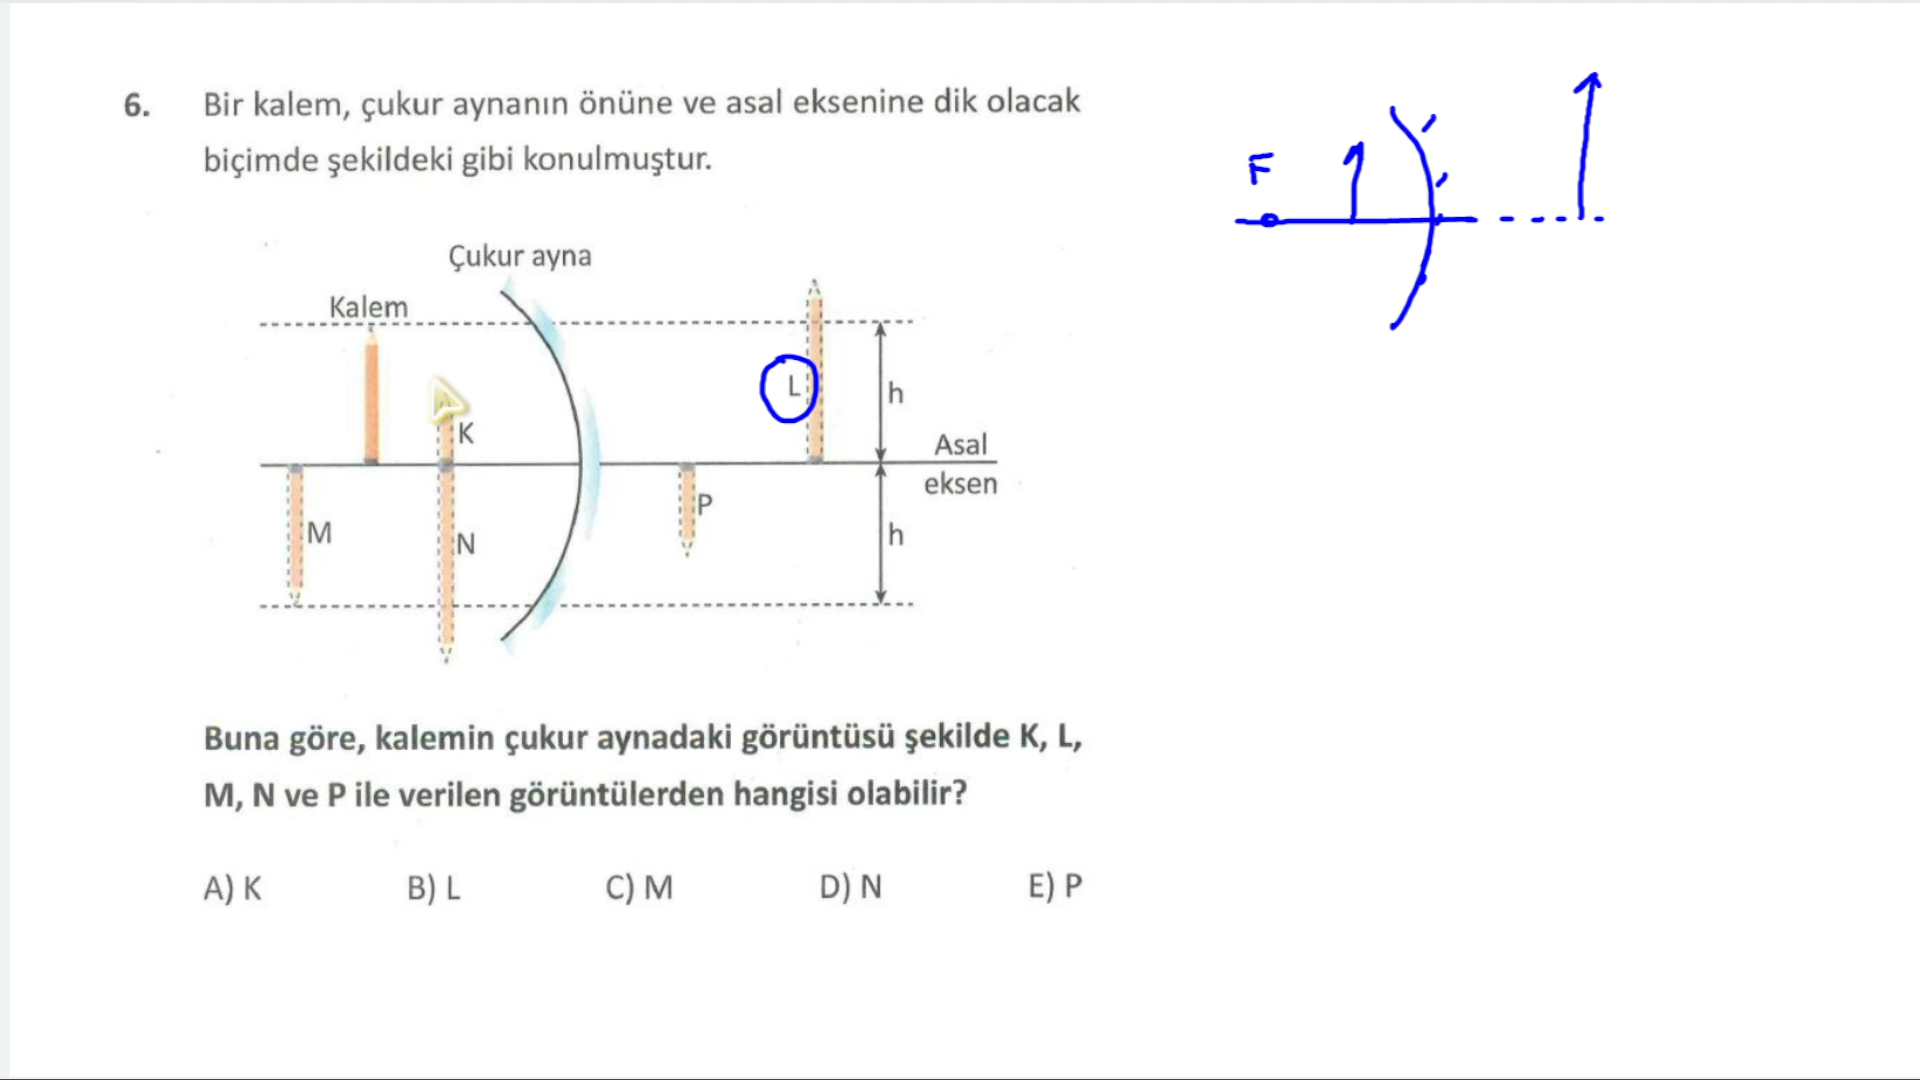 6. Bir kalem, çukur aynanın önüne ve asal eksenine dik olacak
biçimde şekildeki gibi konulmuştur.
F
Çukur ayna
Kalem
L
h
K
Asal
eksen
P
M
N
h
Buna göre, kalemin çukur aynadaki görüntüsü şekilde K, L,
M, N ve P ile verilen görüntülerden hangisi olabilir?
A) K B) L C) M D) N E) P